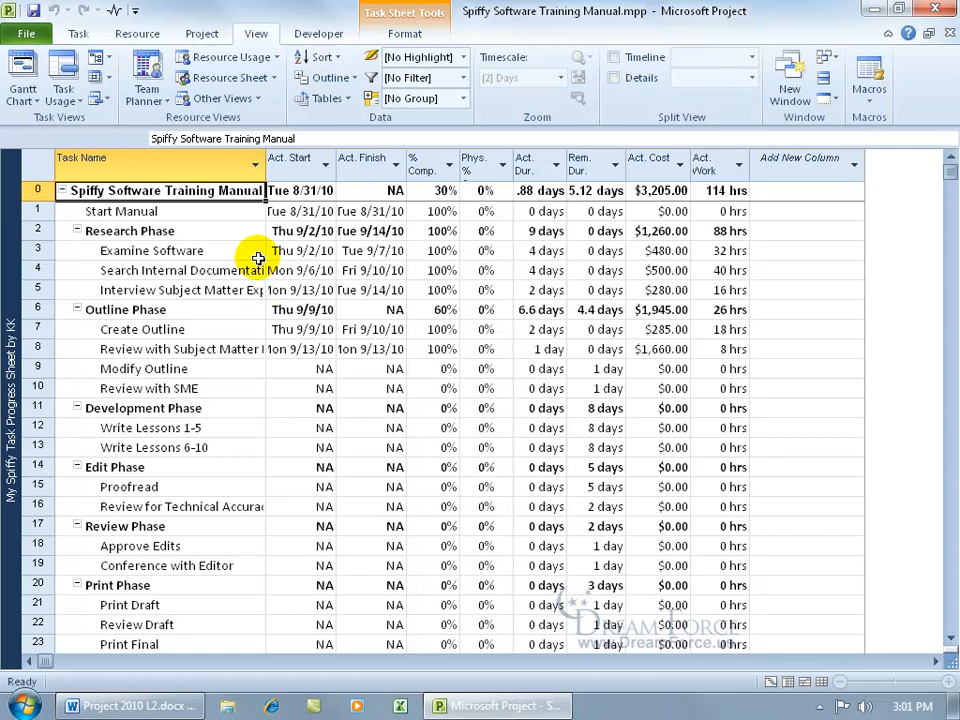 Task Sheet Tools
Spiffy Software Training Manual.mpp - Microsoft Project
File Task Resource Project View Developer Format
Gantt Chart
Task Usage
Task Views
Team Planner
Resource Usage
Resource Sheet
Other Views
Resource Views
Sort
Outline
Tables
[No Highlight]
[No Filter]
[No Group]
Data
Timescale:
[2] Days
Zoom
Timeline
Details
Split View
New Window
Window
Macros
Macros
Spiffy Software Training Manual
Task Name Act. Start Act. Finish % Comp. Phys. % Act. Dur. Rem. Dur. Act. Cost Act. Work Add New Column
0 Spiffy Software Training Manual Tue 8/31/10 NA 30% 0% .88 days 5.12 days $3,205.00 114 hrs
1 Start Manual Tue 8/31/10 Tue 8/31/10 100% 0% 0 days 0 days $0.00 0 hrs
2 Research Phase Thu 9/2/10 Tue 9/14/10 100% 0% 9 days 0 days $1,260.00 88 hrs
3 Examine Software Thu 9/2/10 Tue 9/7/10 100% 0% 4 days 0 days $480.00 32 hrs
4 Search Internal Documentati Mon 9/6/10 Fri 9/10/10 100% 0% 4 days 0 days $500.00 40 hrs
5 Interview Subject Matter Exp Mon 9/13/10 Tue 9/14/10 100% 0% 2 days 0 days $280.00 16 hrs
6 Outline Phase Thu 9/9/10 NA 60% 0% 6.6 days 4.4 days $1,945.00 26 hrs
7 Create Outline Thu 9/9/10 Fri 9/10/10 100% 0% 2 days 0 days $285.00 18 hrs
8 Review with Subject Matter Mon 9/13/10 Mon 9/13/10 100% 0% 1 day 0 days $1,660.00 8 hrs
9 Modify Outline NA NA 0% 0% 0 days 1 day $0.00 0 hrs
10 Review with SME NA NA 0% 0% 0 days 1 day $0.00 0 hrs
11 Development Phase NA NA 0% 0% 0 days 8 days $0.00 0 hrs
12 Write Lessons 1-5 NA NA 0% 0% 0 days 8 days $0.00 0 hrs
13 Write Lessons 6-10 NA NA 0% 0% 0 days 8 days $0.00 0 hrs
14 Edit Phase NA NA 0% 0% 0 days 5 days $0.00 0 hrs
15 Proofread NA NA 0% 0% 0 days 5 days $0.00 0 hrs
16 Review for Technical Accurac NA NA 0% 0% 0 days 2 days $0.00 0 hrs
17 Review Phase NA NA 0% 0% 0 days 2 days $0.00 0 hrs
18 Approve Edits NA NA 0% 0% 0 days 1 day $0.00 0 hrs
19 Conference with Editor NA NA 0% 0% 0 days 1 day $0.00 0 hrs
20 Print Phase NA NA 0% 0% 0 days 3 days $0.00 0 hrs
21 Print Draft NA NA 0% 0% 0 days 1 day $0.00 0 hrs
22 Review Draft NA NA 0% 0% 0 days 1 day $0.00 0 hrs
23 Print Final NA NA 0% 0% 0 days 1 day $0.00 0 hrs
My Spiffy Task Progress Sheet by KK
DreamForce
www.DreamForce.us
Ready
Project 2010 L2.docx ...
Microsoft Project - S...
3:01 PM